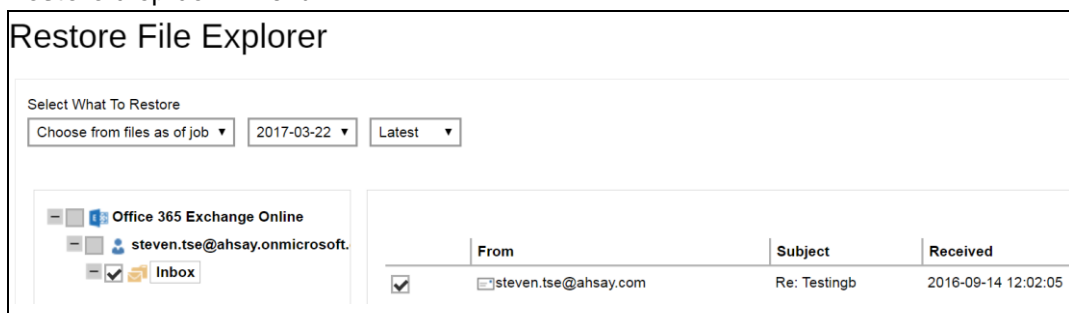 Restore File Explorer
Select What To Restore
Choose from files as of job ▼ 2017-03-22 ▼ Latest ▼
Office 365 Exchange Online
steven.tse@ahsay.onmicrosoft.
Inbox
From Subject Received
steven.tse@ahsay.com Re: Testingb 2016-09-14 12:02:05